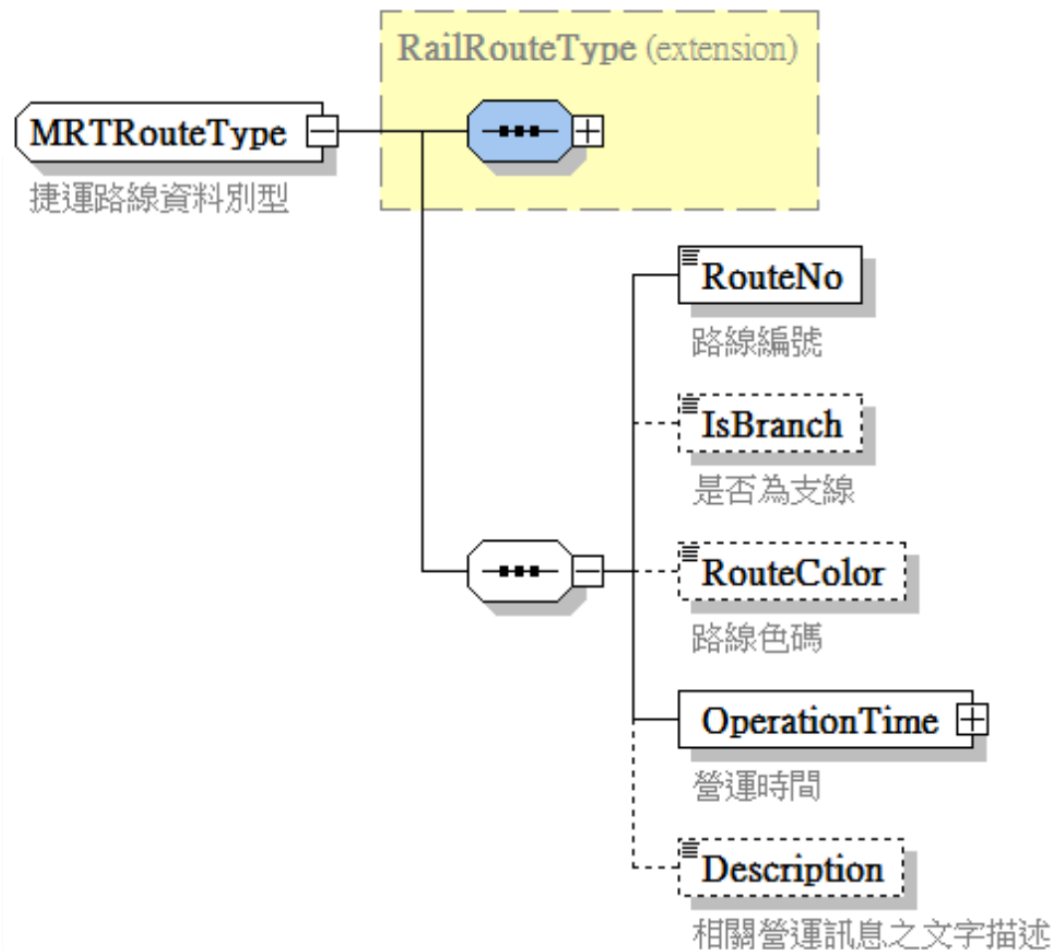 RailRouteType (extension)
MRTRouteType
捷運路線資料別型
RouteNo
路線編號
IsBranch
是否為支線
RouteColor
路線色碼
OperationTime
營運時間
Description
相關營運訊息之文字描述